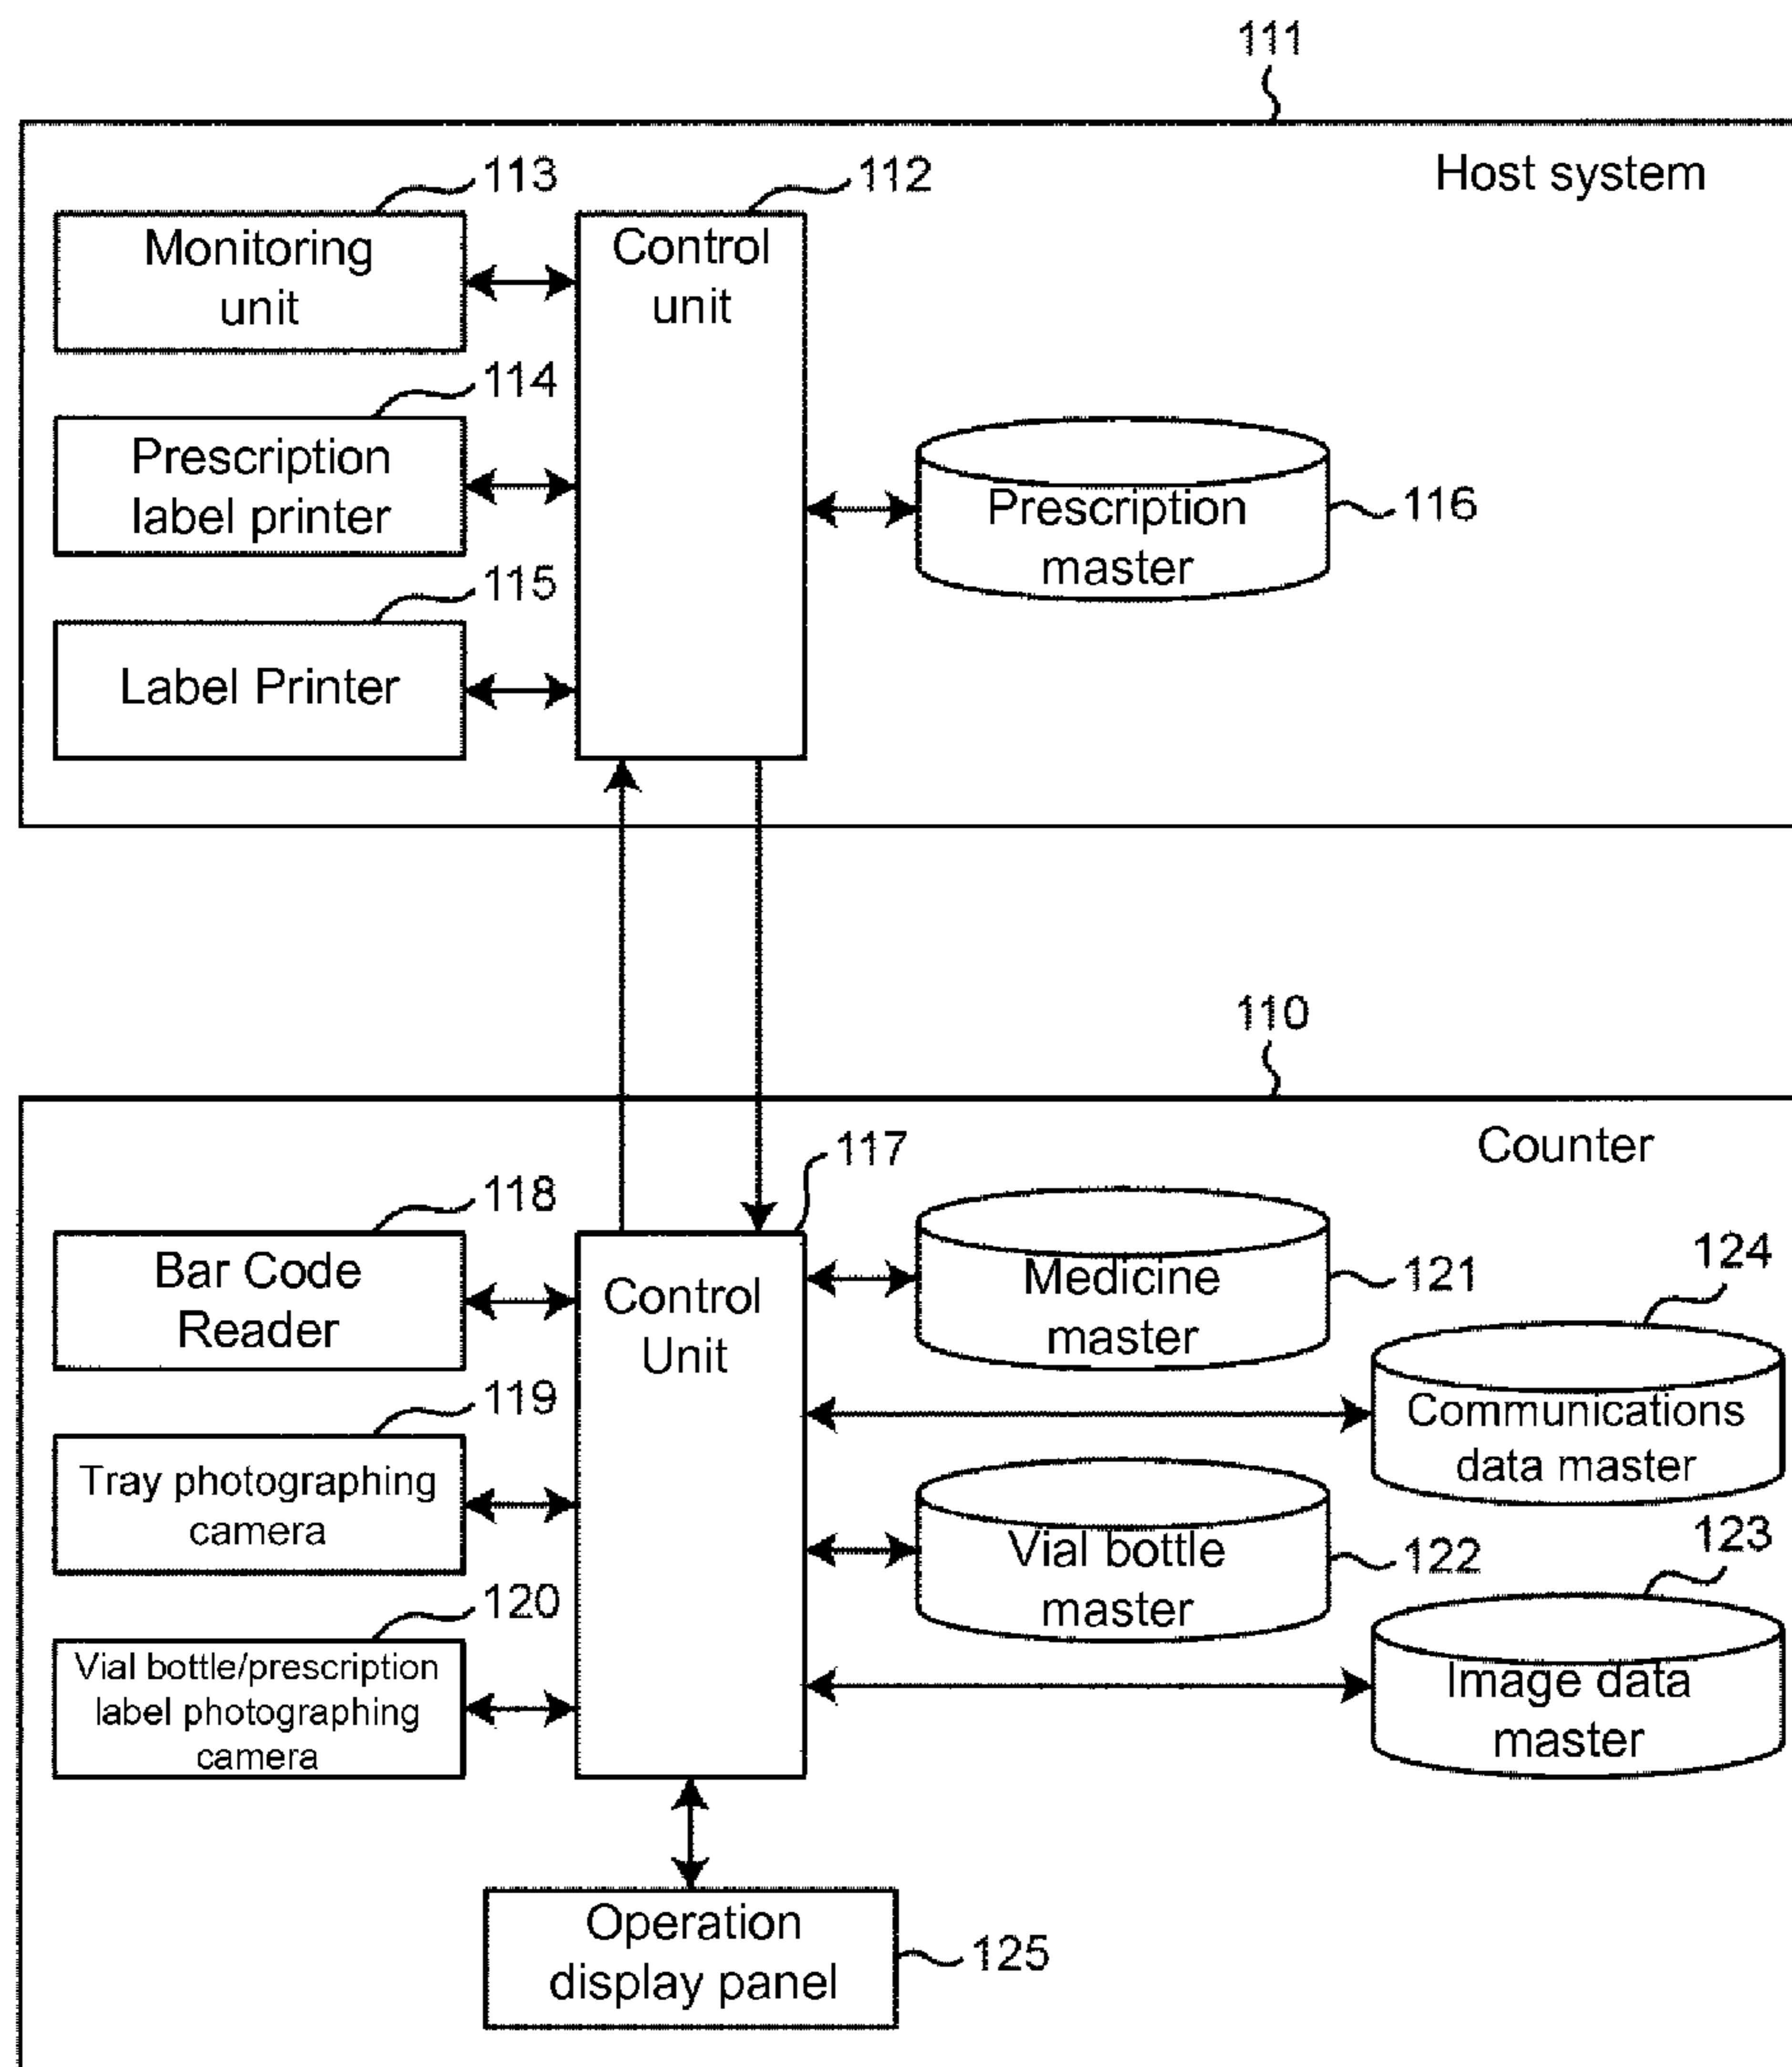 111
Host system
113
112
Monitoring
unit
Control
unit
114
Prescription
label printer
Prescription
master
116
115
Label Printer
110
Counter
117
118
Bar Code
Reader
Control
Unit
Medicine
master
121
124
Communications
data master
119
Tray photographing
camera
Vial bottle
master
122
123
Image data
master
120
Vial bottle/prescription
label photographing
camera
Operation
display panel
125